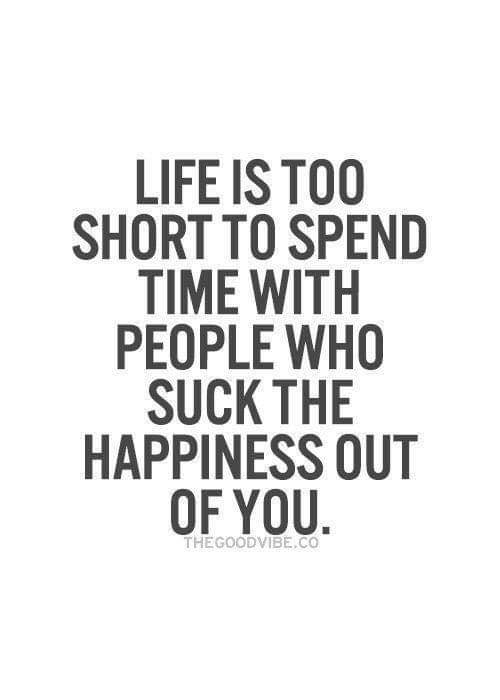 LIFE IS TOO
SHORT TO SPEND
TIME WITH
PEOPLE WHO
SUCK THE
HAPPINESS OUT
OF YOU.
THEGOODVIBE.CO